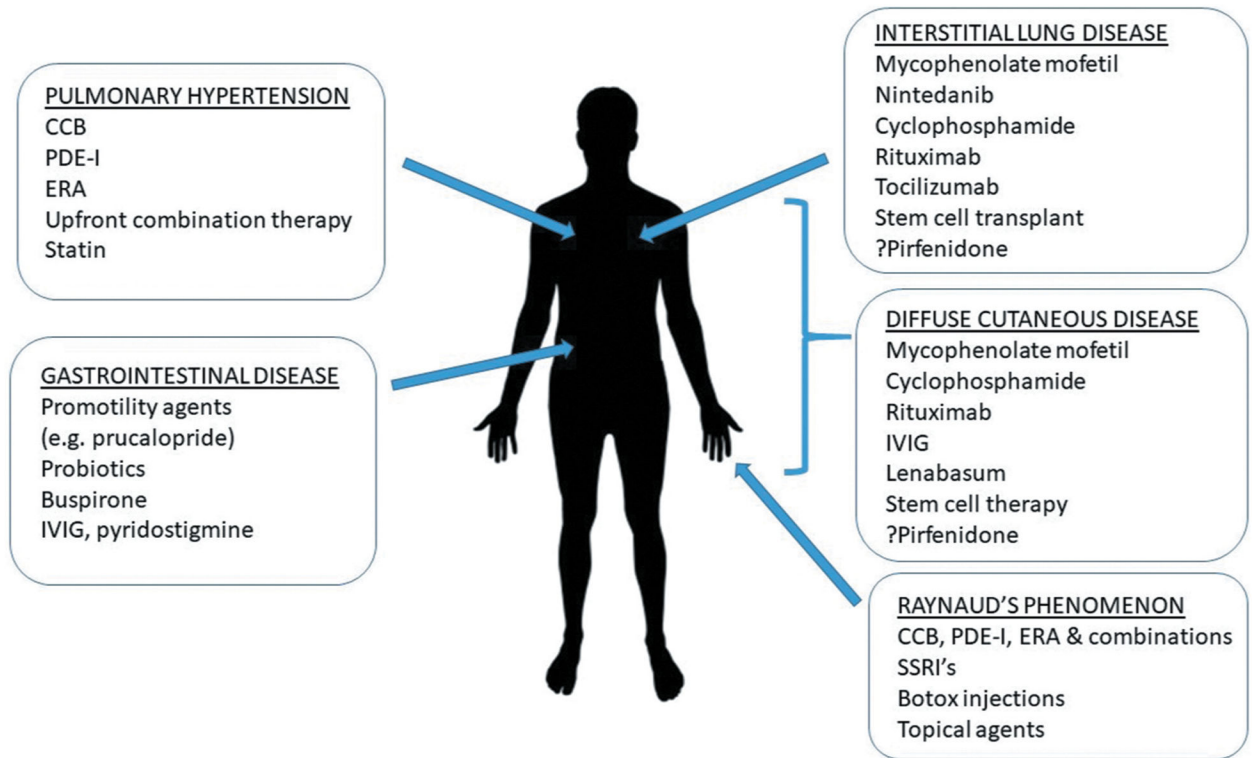 PULMONARY HYPERTENSION
CCB
PDE-I
ERA
Upfront combination therapy
Statin
GASTROINTESTINAL DISEASE
Promotility agents
(e.g. prucalopride)
Probiotics
Buspirone
IVIG, pyridostigmine
INTERSTITIAL LUNG DISEASE
Mycophenolate mofetil
Nintedanib
Cyclophosphamide
Rituximab
Tocilizumab
Stem cell transplant
?Pirfenidone
DIFFUSE CUTANEOUS DISEASE
Mycophenolate mofetil
Cyclophosphamide
Rituximab
IVIG
Lenabasum
Stem cell therapy
?Pirfenidone
RAYNAUD’S PHENOMENON
CCB, PDE-I, ERA & combinations
SSRI’s
Botox injections
Topical agents